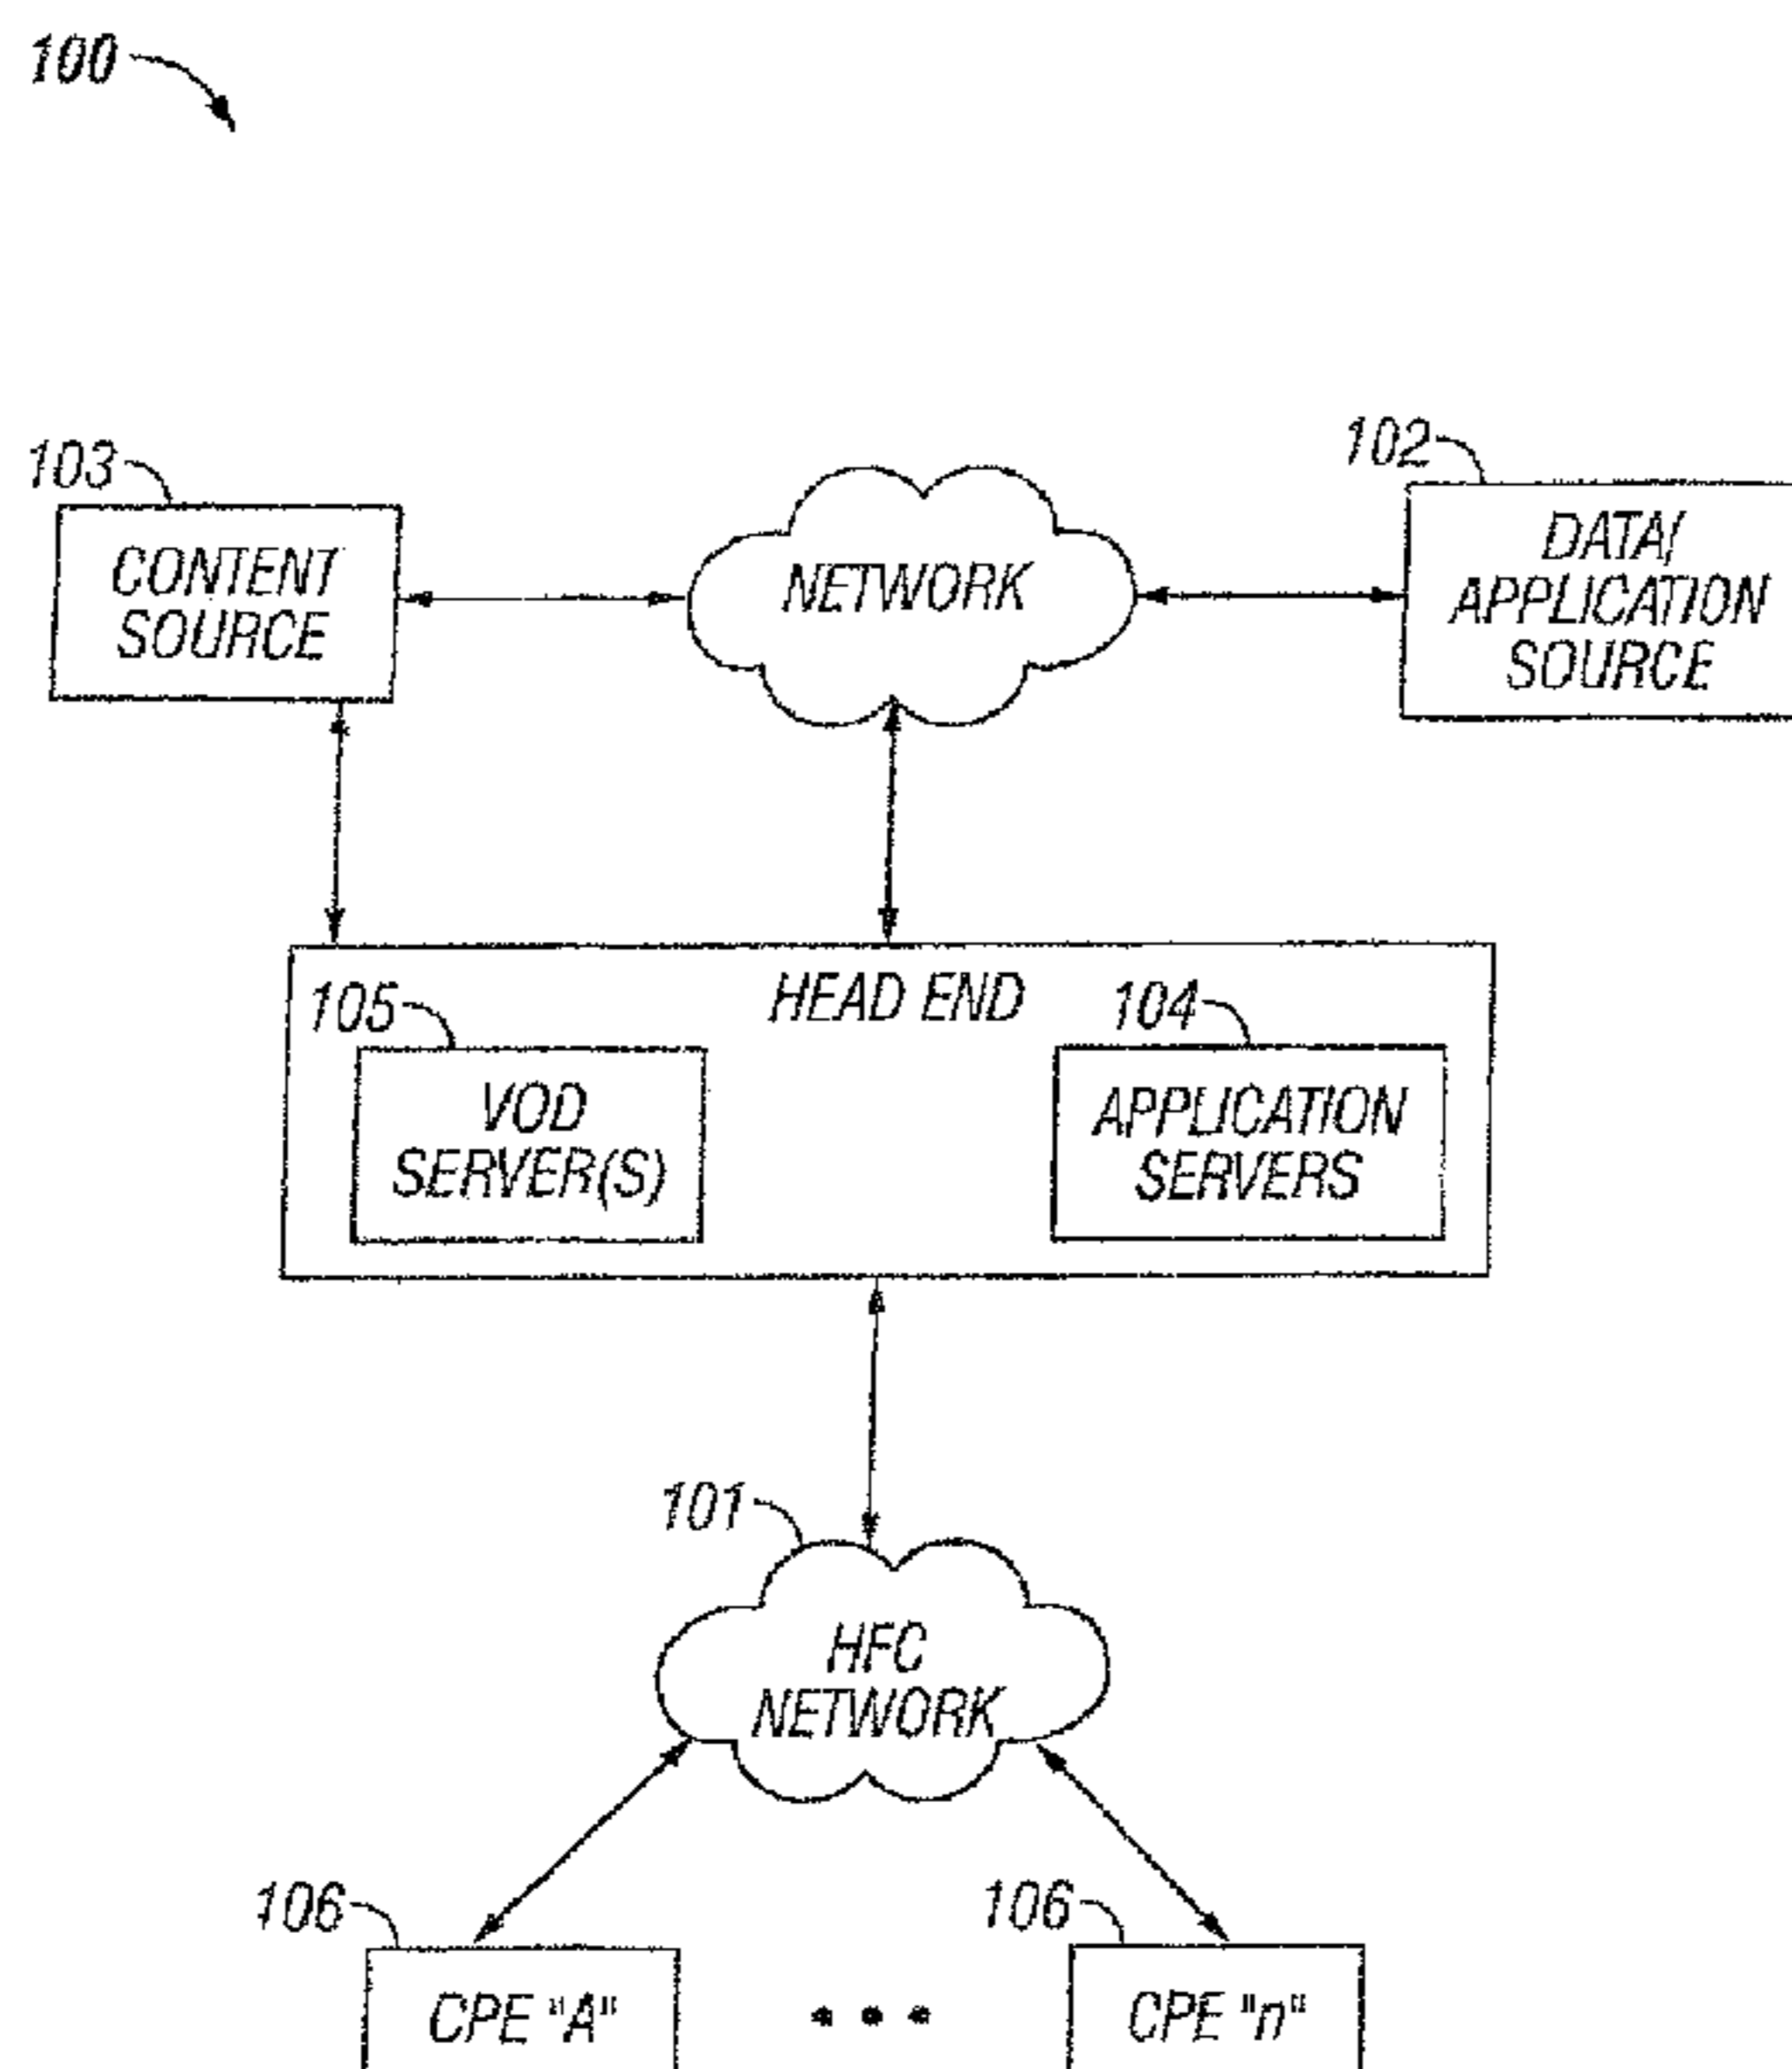 100
103
102
CONTENT
SOURCE
NETWORK
DATA/
APPLICATION
SOURCE
HEAD END
105
104
VOD
SERVER(S)
APPLICATION
SERVERS
101
HFC
NETWORK
106
106
CPE "A"
• • •
CPE "n"